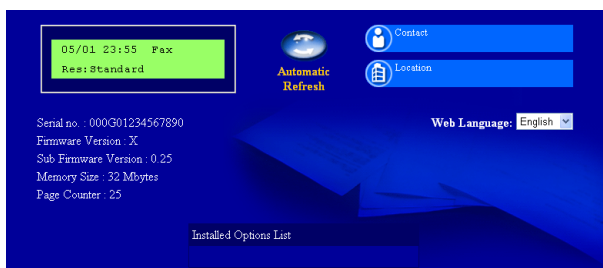 05/01 23:55 Fax
Res:Standard
Automatic
Refresh
Contact
Location
Web Language: English
Serial no. : 000G01234567890
Firmware Version : X
Sub Firmware Version : 0.25
Memory Size : 32 Mbytes
Page Counter : 25
Installed Options List